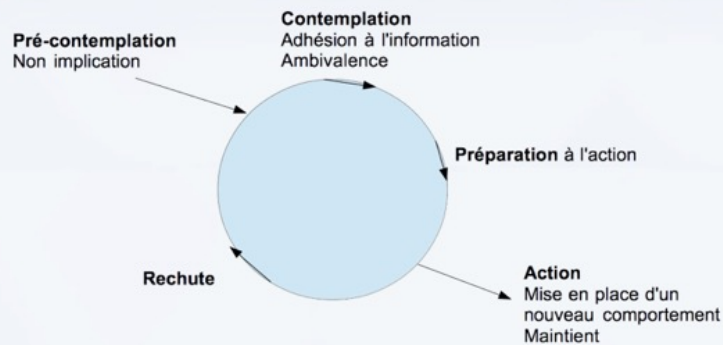 Pré-contemplation
Non implication
Contemplation
Adhésion à l'information
Ambivalence
Préparation à l'action
Action
Mise en place d'un
nouveau comportement
Maintient
Rechute